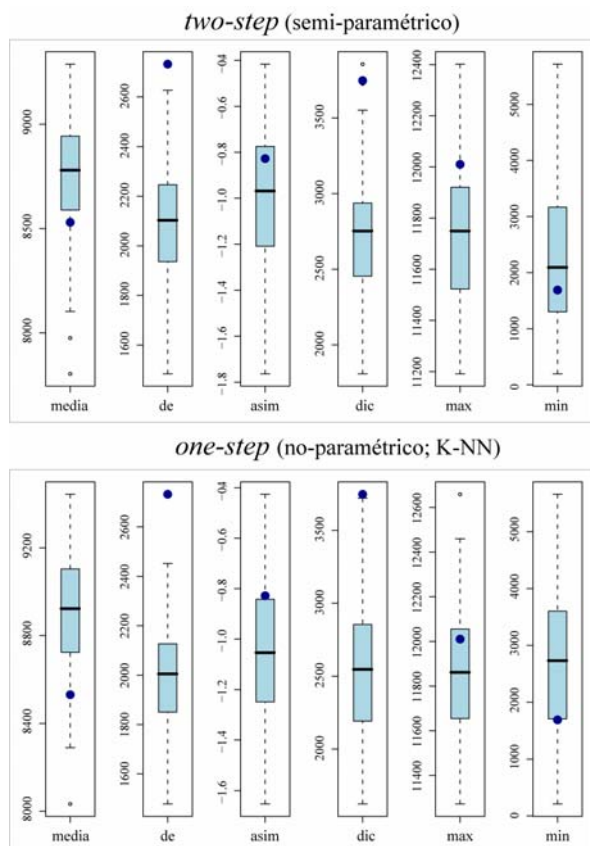 two-step (semi-paramétrico)
8000 8500 9000
1600 1800 2000 2200 2400 2600
−1.8 −1.6 −1.4 −1.2 −1.0 −0.8 −0.6 −04
2000 2500 3000 3500
11200 11400 11600 11800 12000 12200 12400
0 1000 2000 3000 4000 5000
media de asim dic max min
one-step (no-paramétrico; K-NN)
8000 8400 8800 9200
1600 1800 2000 2200 2400 2600
−1.6 −1.4 −1.2 −1.0 −0.8 −0.6 −04
2000 2500 3000 3500
11400 11600 11800 12000 12200 12400 12600
0 1000 2000 3000 4000 5000
media de asim dic max min